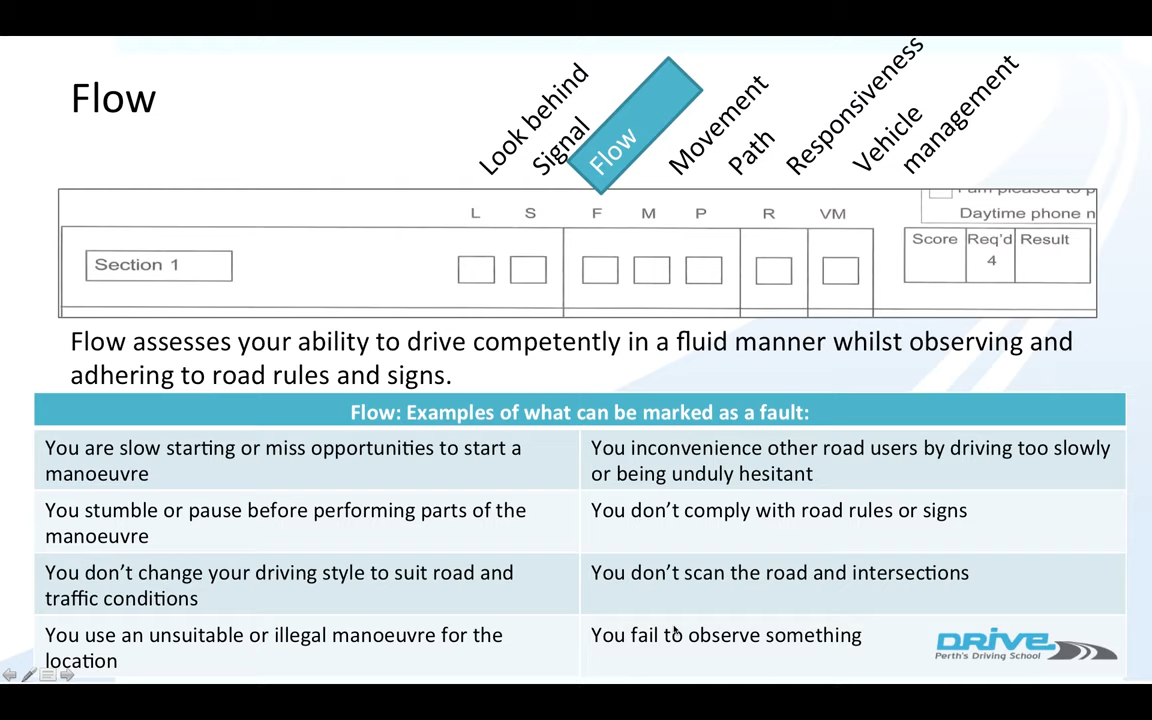 Flow
Look behind
Signal
Flow
Movement
Path
Responsiveness
Vehicle
management
Daytime phone n
L S F M P R VM
Section 1
Score Req'd Result
4
Flow assesses your ability to drive competently in a fluid manner whilst observing and
adhering to road rules and signs.
Flow: Examples of what can be marked as a fault:
You are slow starting or miss opportunities to start a
manoeuvre
You inconvenience other road users by driving too slowly
or being unduly hesitant
You stumble or pause before performing parts of the
manoeuvre
You don’t comply with road rules or signs
You don’t change your driving style to suit road and
traffic conditions
You don’t scan the road and intersections
You use an unsuitable or illegal manoeuvre for the
location
You fail to observe something
DRIVE
Perth's Driving School